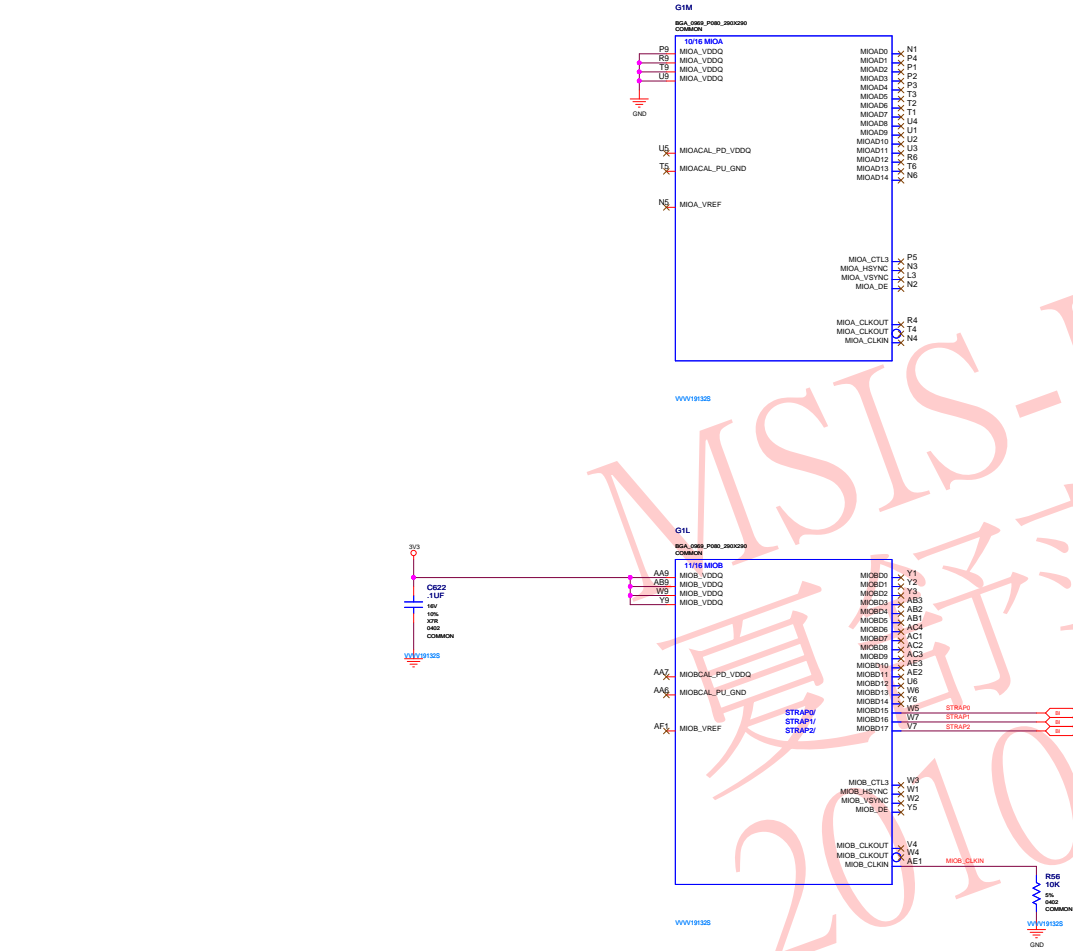 G1M
BGA_0969_P080_290X290
COMMON
10/16 MIOA
P9 MIOA_VDDQ
R9 MIOA_VDDQ
T9 MIOA_VDDQ
U9 MIOA_VDDQ
GND
U5 MIOACAL_PD_VDDQ
T5 MIOACAL_PU_GND
N5 MIOA_VREF
MIOAD0 N1
MIOAD1 P4
MIOAD2 P1
MIOAD3 P2
MIOAD4 P3
MIOAD5 T3
MIOAD6 T2
MIOAD7 T1
MIOAD8 U4
MIOAD9 U1
MIOAD10 U2
MIOAD11 U3
MIOAD12 R6
MIOAD13 T6
MIOAD14 N6
MIOA_CTL3 P5
MIOA_HSYNC N3
MIOA_VSYNC L3
MIOA_DE N2
MIOA_CLKOUT R4
MIOA_CLKOUT T4
MIOA_CLKIN N4
MSIS-
G1L
BGA_0969_P080_290X290
COMMON
11/16 MIOB
3V3
C622
.1UF
16V
10%
X7R
0402
COMMON
AA9 MIOB_VDDQ
AB9 MIOB_VDDQ
W9 MIOB_VDDQ
Y9 MIOB_VDDQ
AA7 MIOBCAL_PD_VDDQ
AA6 MIOBCAL_PU_GND
AF1 MIOB_VREF
MIOBD0 Y1
MIOBD1 Y2
MIOBD2 Y3
MIOBD3 AB3
MIOBD4 AB2
MIOBD5 AB1
MIOBD6 AC4
MIOBD7 AC1
MIOBD8 AC2
MIOBD9 AC3
MIOBD10 AE3
MIOBD11 AE2
MIOBD12 U6
MIOBD13 W6
MIOBD14 Y6
STRAP0/ MIOBD15 W5 STRAP0 BI
STRAP1/ MIOBD16 W7 STRAP1 BI
STRAP2/ MIOBD17 V7 STRAP2 BI
夏舒
MIOB_CTL3 W3
MIOB_HSYNC W1
MIOB_VSYNC W2
MIOB_DE Y5
MIOB_CLKOUT V4
MIOB_CLKOUT W4
MIOB_CLKIN AE1 MIOB_CLKIN
2010
R56
10K
5%
0402
COMMON
GND